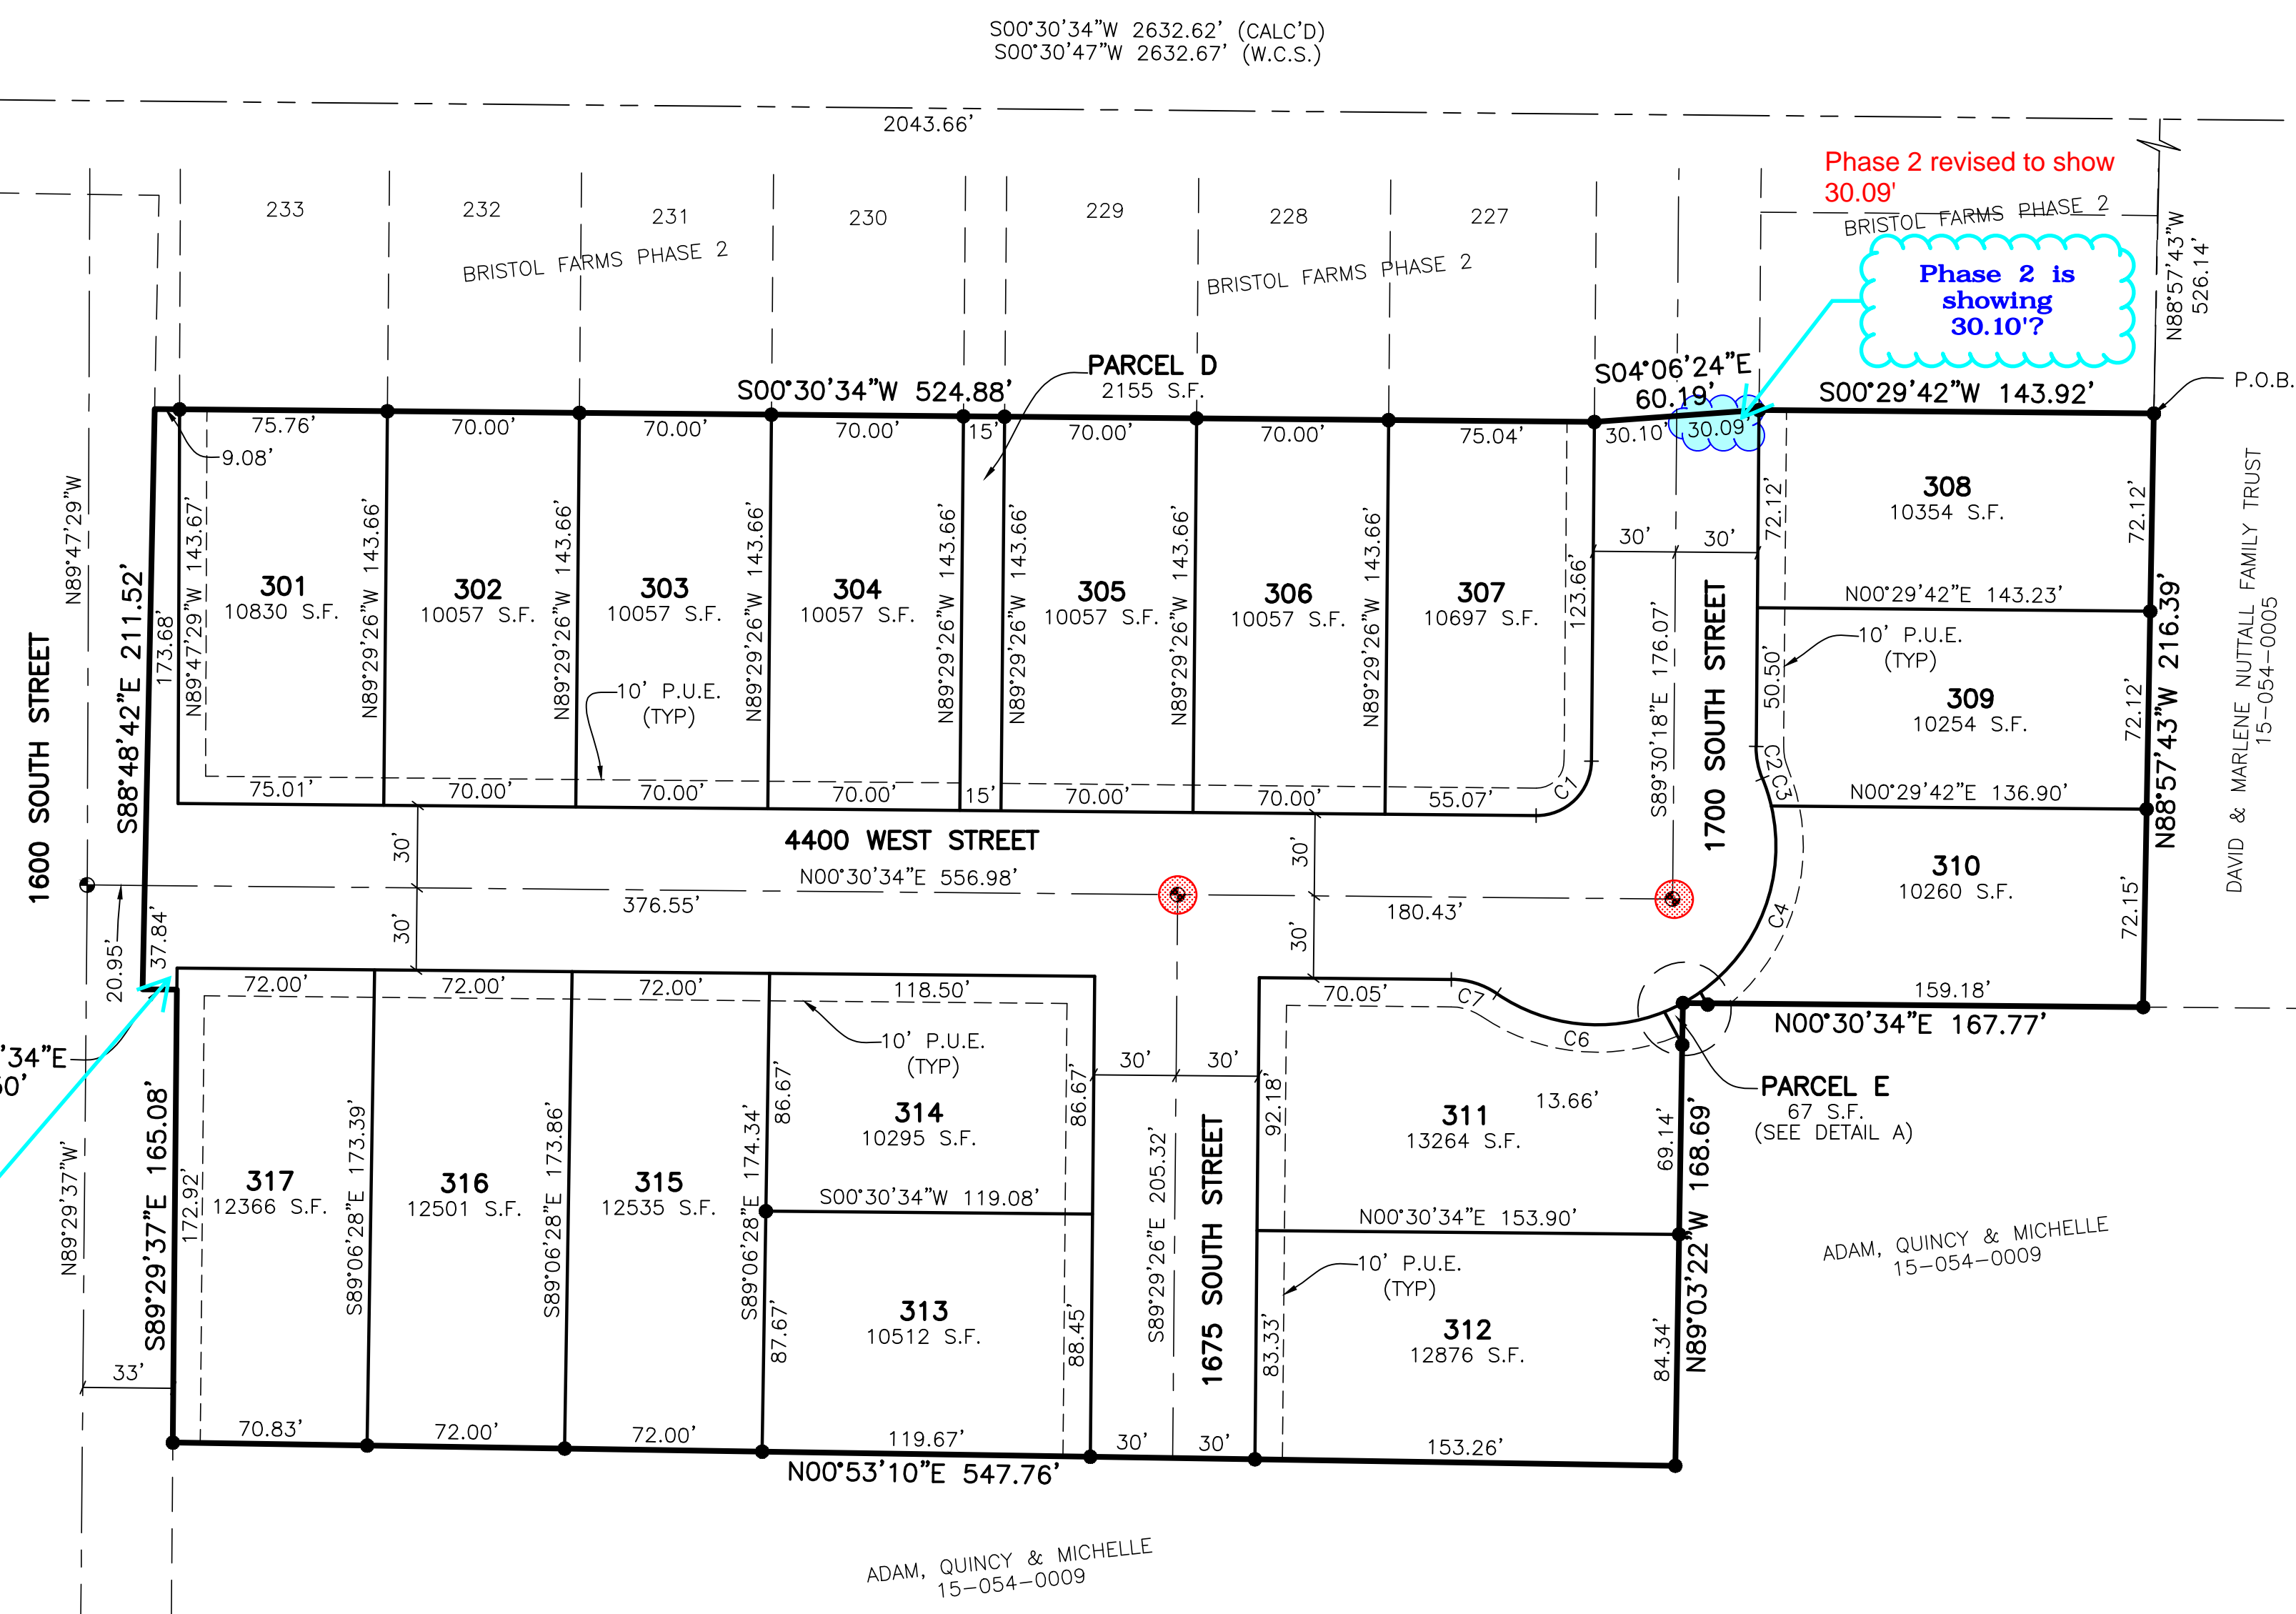 S00°30'34"W 2632.62' (CALC'D)
S00°30'47"W 2632.67' (W.C.S.)
2043.66'
Phase 2 revised to show
30.09'
BRISTOL FARMS PHASE 2
233
232
231
230
229
228
227
BRISTOL FARMS PHASE 2
BRISTOL FARMS PHASE 2
Phase 2 is
showing
30.10'?
N88°57'43"W
526.14'
P.O.B.
S00°30'34"W 524.88'
PARCEL D
2155 S.F.
S04°06'24"E
60.19'
S00°29'42"W 143.92'
75.76'
70.00'
70.00'
70.00'
15'
70.00'
70.00'
75.04'
30.10'
30.09'
9.08'
N89°47'29"W
1600 SOUTH STREET
S88°48'42"E 211.52'
173.68'
N89°47'29"W 143.67'
301
10830 S.F.
N89°29'26"W 143.66'
302
10057 S.F.
N89°29'26"W 143.66'
303
10057 S.F.
N89°29'26"W 143.66'
304
10057 S.F.
N89°29'26"W 143.66'
N89°29'26"W 143.66'
305
10057 S.F.
N89°29'26"W 143.66'
306
10057 S.F.
N89°29'26"W 143.66'
307
10697 S.F.
123.66'
30'
30'
S89°30'18"E 176.07'
1700 SOUTH STREET
72.12'
308
10354 S.F.
72.12'
N00°29'42"E 143.23'
10' P.U.E.
(TYP)
50.50'
309
10254 S.F.
72.12'
N88°57'43"W 216.39'
DAVID & MARLENE NUTTALL FAMILY TRUST
15-054-0005
10' P.U.E.
(TYP)
75.01'
70.00'
70.00'
70.00'
15'
70.00'
70.00'
55.07'
C1
C2
C3
N00°29'42"E 136.90'
310
10260 S.F.
72.15'
C4
4400 WEST STREET
N00°30'34"E 556.98'
376.55'
180.43'
30'
30'
30'
30'
20.95'
37.84'
72.00'
72.00'
72.00'
118.50'
70.05'
C7
C6
159.18'
N00°30'34"E 167.77'
'34"E
0'
10' P.U.E.
(TYP)
30'
30'
PARCEL E
67 S.F.
(SEE DETAIL A)
N89°29'37"W
S89°29'37"E 165.08'
172.92'
317
12366 S.F.
S89°06'28"E 173.39'
316
12501 S.F.
S89°06'28"E 173.86'
315
12535 S.F.
S89°06'28"E 174.34'
86.67'
314
10295 S.F.
86.67'
S00°30'34"W 119.08'
87.67'
313
10512 S.F.
88.45'
S89°29'26"E 205.32'
1675 SOUTH STREET
92.18'
311
13264 S.F.
13.66'
69.14'
N89°03'22"W 168.69'
N00°30'34"E 153.90'
10' P.U.E.
(TYP)
83.33'
312
12876 S.F.
84.34'
ADAM, QUINCY & MICHELLE
15-054-0009
33'
70.83'
72.00'
72.00'
119.67'
30'
30'
153.26'
N00°53'10"E 547.76'
ADAM, QUINCY & MICHELLE
15-054-0009